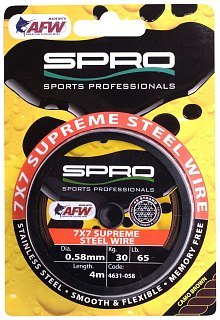 MADE WITH
AFW
SPRO
SPORTS PROFESSIONALS
7X7 SUPREME STEEL WIRE
SPRO
SPORTS PROFESSIONALS
MADE WITH
AFW
7X7 SUPREME
STEEL WIRE
Dia. Kg. Lb.
0.58mm 30 65
Length. Code.
4m 4631-058
STAINLESS STEEL • SMOOTH & FLEXIBLE • MEMORY FREE
CAMO BROWN